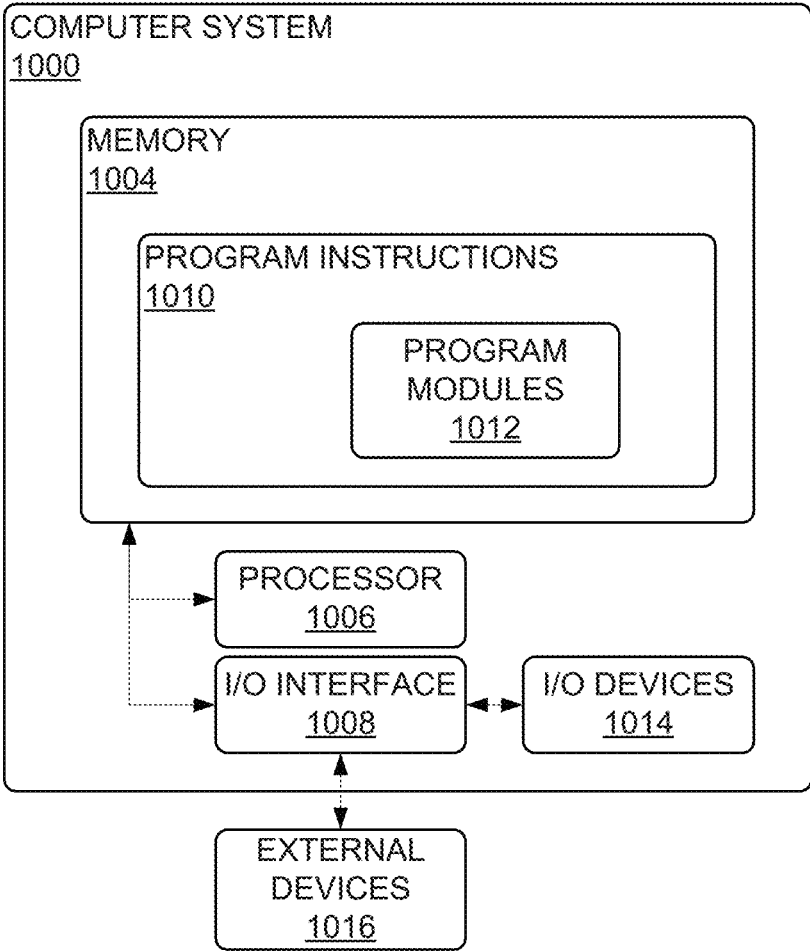 COMPUTER SYSTEM
1000
MEMORY
1004
PROGRAM INSTRUCTIONS
1010
PROGRAM
MODULES
1012
PROCESSOR
1006
I/O INTERFACE
1008
I/O DEVICES
1014
EXTERNAL
DEVICES
1016